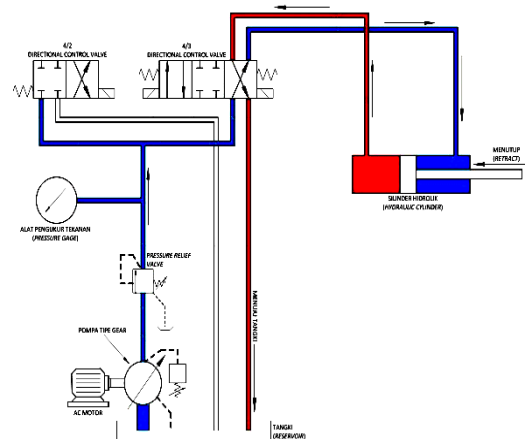 4/2
DIRECTIONAL CONTROL VALVE
4/3
DIRECTIONAL CONTROL VALVE
MENUTUP
(RETRACT)
SILINDER HIDROLIK
(HYDRAULIC CYLINDER)
ALAT PENGUKUR TEKANAN
(PRESSURE GAGE)
PRESSURE RELIEF
VALVE
MENUJU TANGKI
POMPA TIPE GEAR
AC MOTOR
TANGKI
(RESERVOIR)